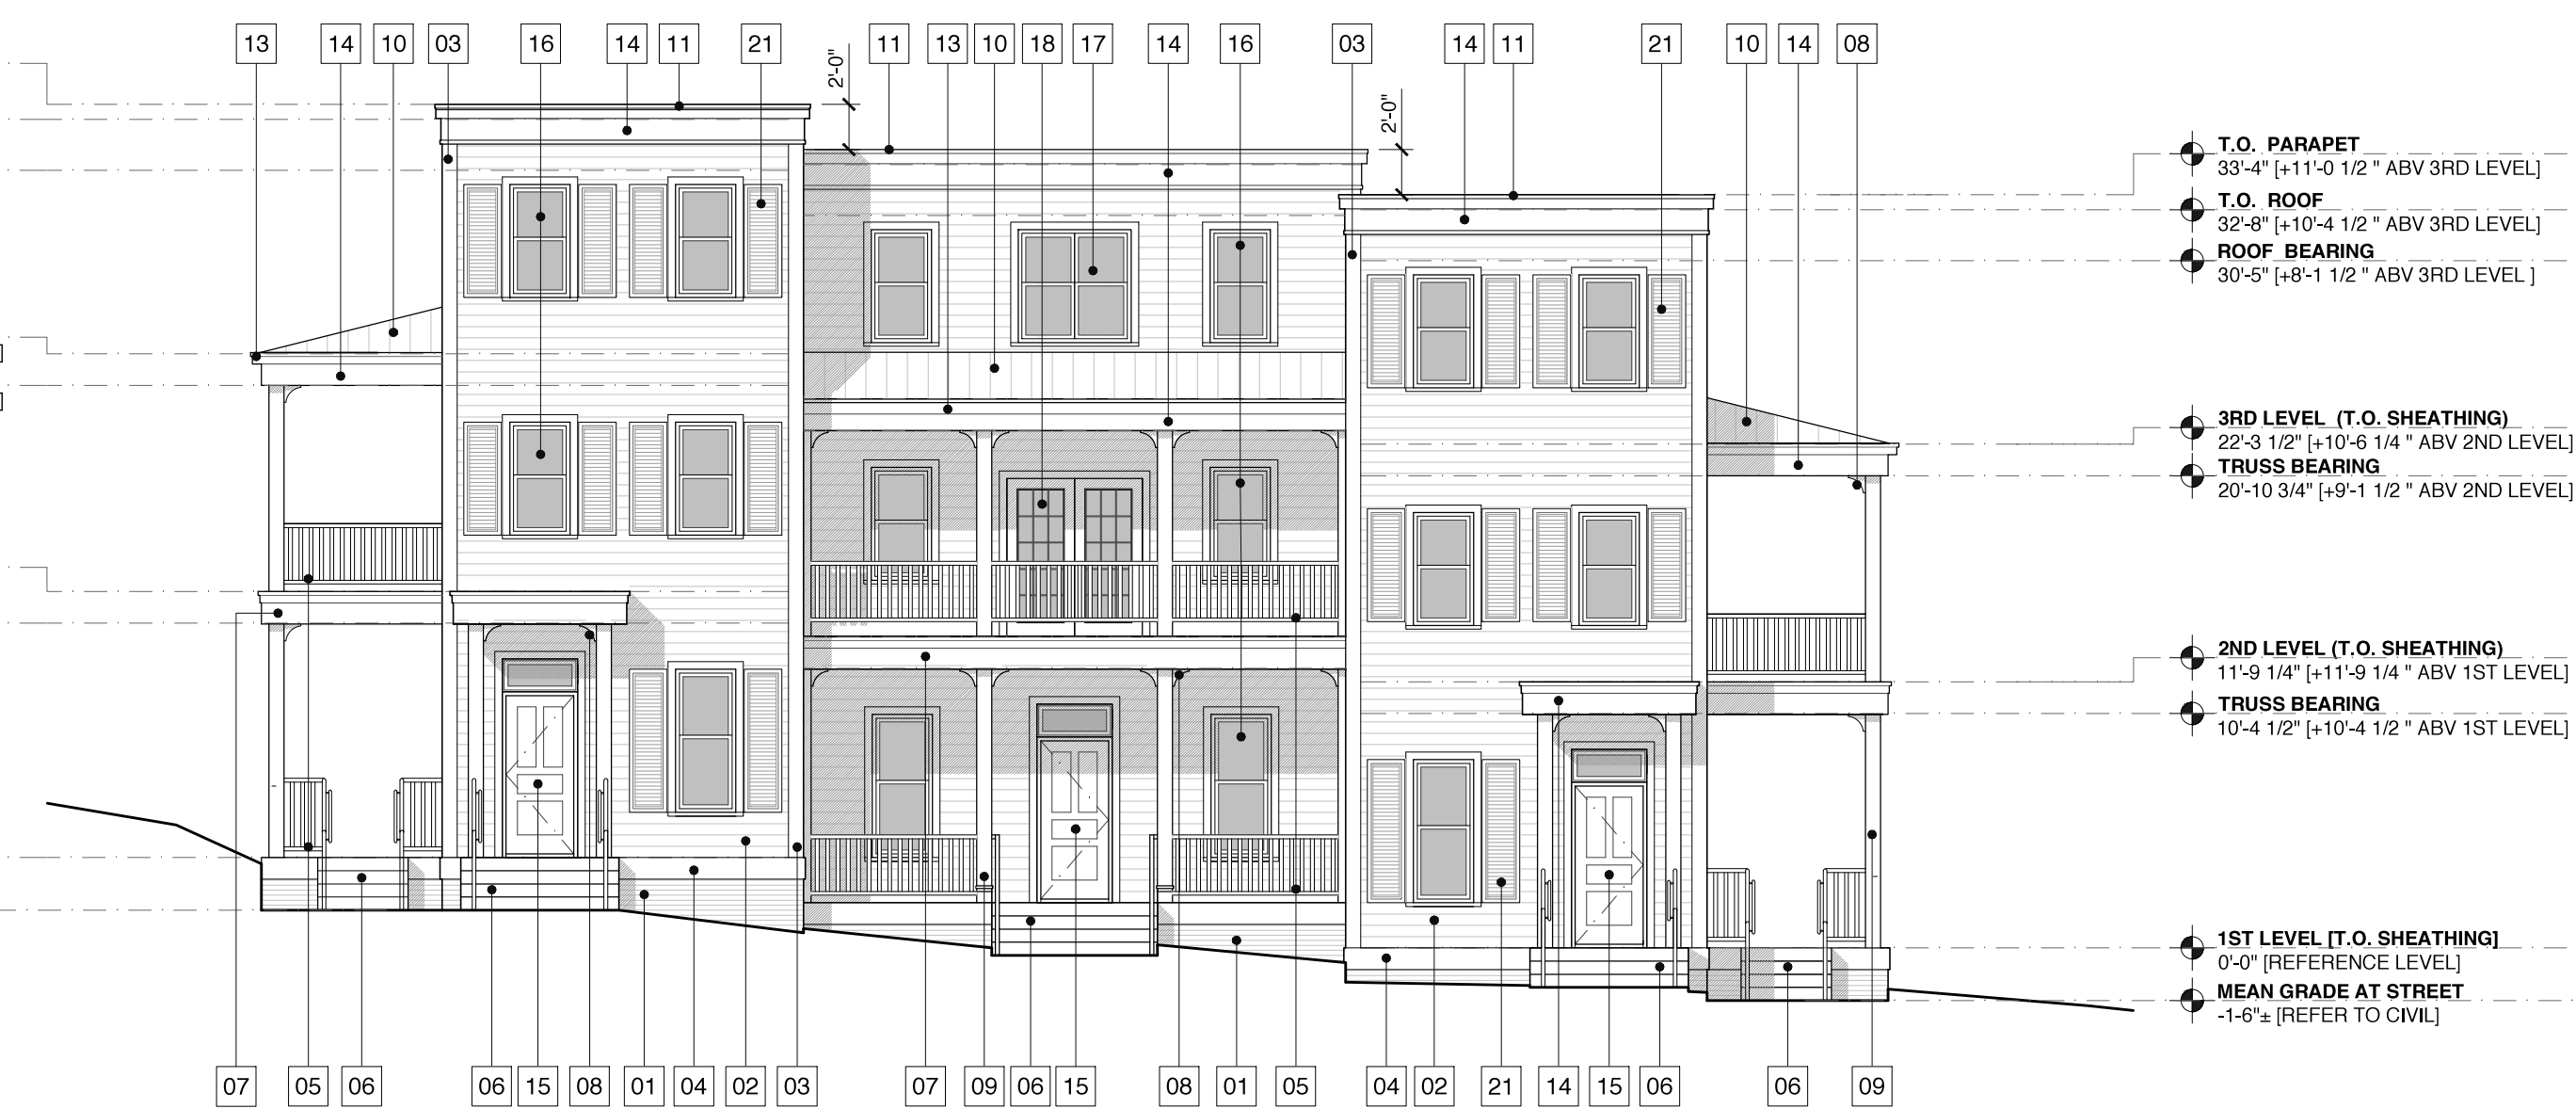 13 14 10 03 16 14 11 21 11 13 10 18 17 14 16 03 14 11 21 10 14 08
2'-0"
2'-0"
T.O. PARAPET
33'-4" [+11'-0 1/2 " ABV 3RD LEVEL]
T.O. ROOF
32'-8" [+10'-4 1/2 " ABV 3RD LEVEL]
ROOF BEARING
30'-5" [+8'-1 1/2 " ABV 3RD LEVEL ]
]
]
3RD LEVEL (T.O. SHEATHING)
22'-3 1/2" [+10'-6 1/4 " ABV 2ND LEVEL]
TRUSS BEARING
20'-10 3/4" [+9'-1 1/2 " ABV 2ND LEVEL]
2ND LEVEL (T.O. SHEATHING)
11'-9 1/4" [+11'-9 1/4 " ABV 1ST LEVEL]
TRUSS BEARING
10'-4 1/2" [+10'-4 1/2 " ABV 1ST LEVEL]
1ST LEVEL [T.O. SHEATHING]
0'-0" [REFERENCE LEVEL]
MEAN GRADE AT STREET
-1-6"± [REFER TO CIVIL]
07 05 06 06 15 08 01 04 02 03 07 09 06 15 08 01 05 04 02 21 14 15 06 06 09